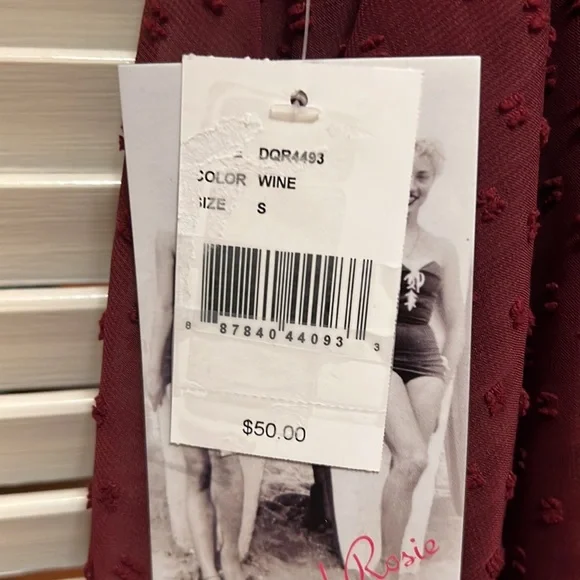 DQR4493
COLOR WINE
SIZE S
8 87840 44093 3
$50.00
Rosie